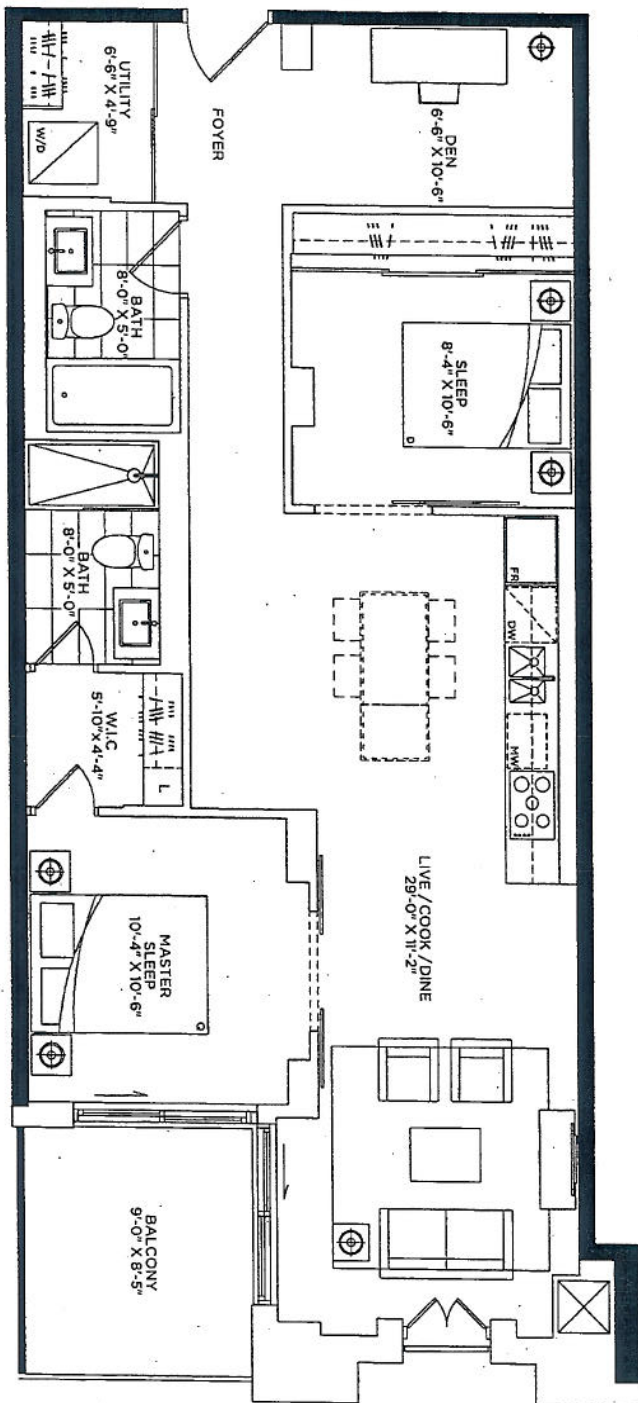 UTILITY
6'-6" X 4'-9"
W/D
FOYER
DEN
6'-6" X 10'-6"
BATH
8'-0" X 5'-0"
SLEEP
8'-4" X 10'-6"
D
BATH
8'-0" X 5'-0"
FR
DW
MW
W.I.C
5'-10" x 4'-4"
L
LIVE / COOK / DINE
29'-0" X 11'-2"
MASTER
SLEEP
10'-4" X 10'-6"
Q
BALCONY
9'-0" X 8'-5"